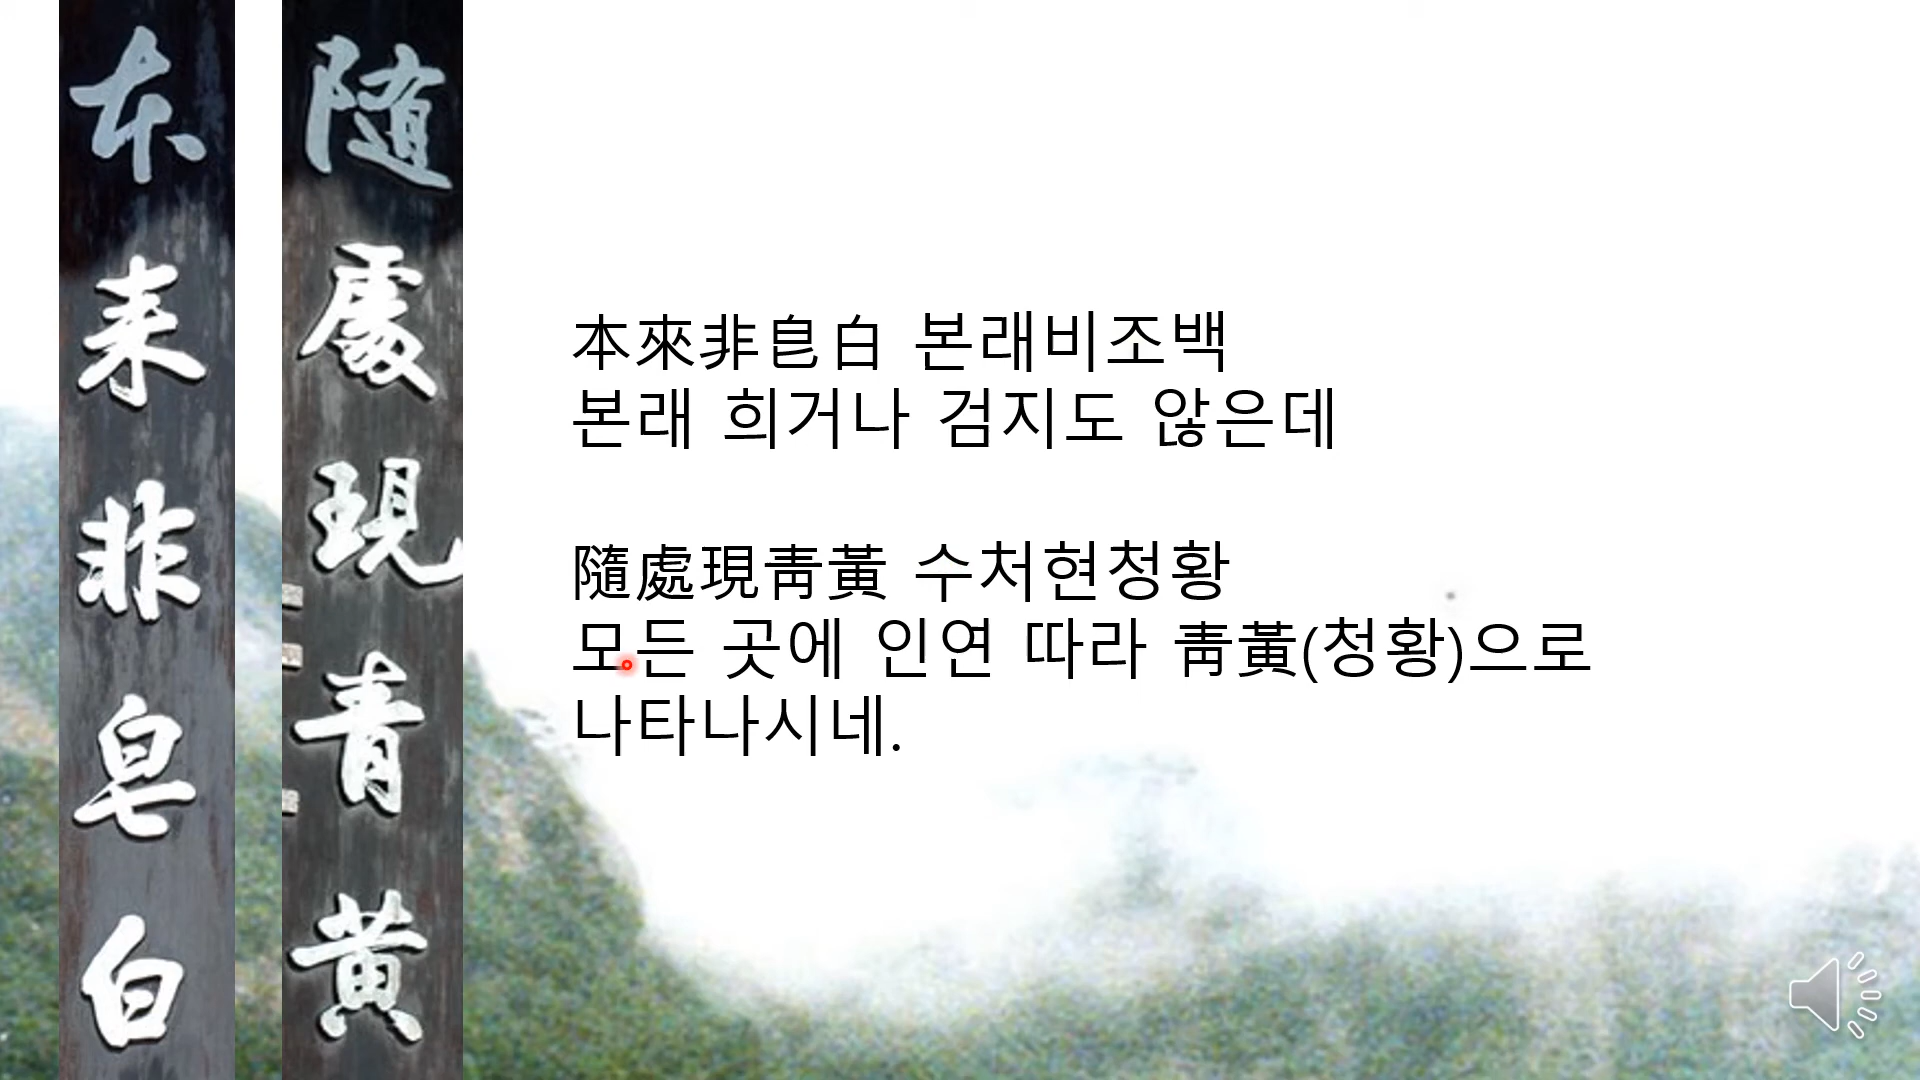 本来非皂白
隨處現青黄
本來非皀白 본래비조백
본래 희거나 검지도 않은데
隨處現靑黃 수처현청황
모든 곳에 인연 따라 靑黃(청황)으로
나타나시네.